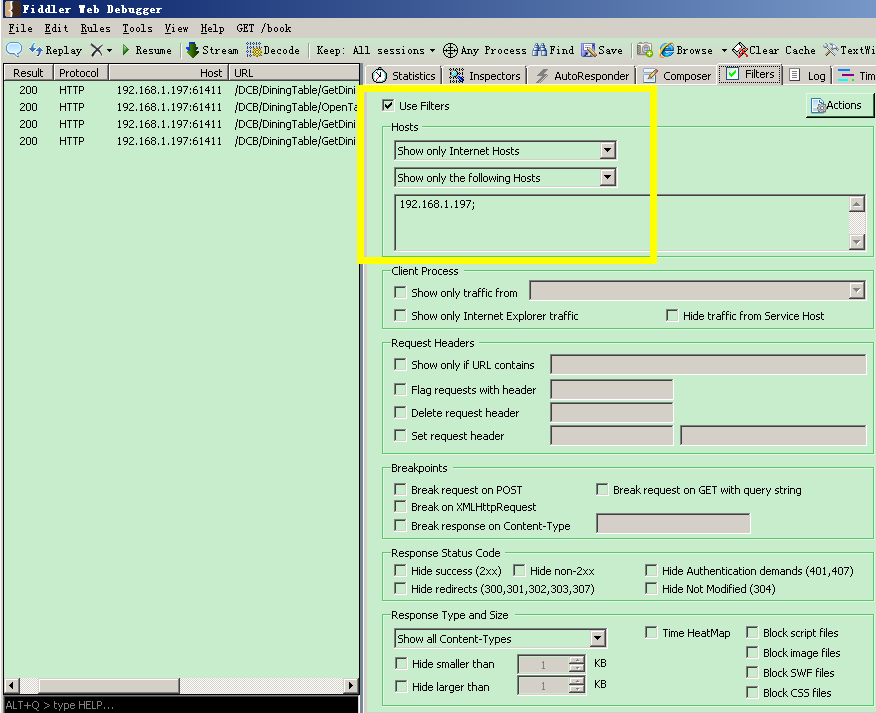 Fiddler Web Debugger
File Edit Rules Tools View Help GET /book
Replay Resume Stream Decode Keep: All sessions Any Process Find Save Browse Clear Cache TextWi
Result Protocol Host URL
Statistics Inspectors AutoResponder Composer Filters Log Tim
200 HTTP 192.168.1.197:61411 /DCB/DiningTable/GetDini
200 HTTP 192.168.1.197:61411 /DCB/DiningTable/OpenTa
200 HTTP 192.168.1.197:61411 /DCB/DiningTable/GetDini
200 HTTP 192.168.1.197:61411 /DCB/DiningTable/GetDini
Use Filters
Actions
Hosts
Show only Internet Hosts
Show only the following Hosts
192.168.1.197;
Client Process
Show only traffic from
Show only Internet Explorer traffic Hide traffic from Service Host
Request Headers
Show only if URL contains
Flag requests with header
Delete request header
Set request header
Breakpoints
Break request on POST Break request on GET with query string
Break on XMLHttpRequest
Break response on Content-Type
Response Status Code
Hide success (2xx) Hide non-2xx Hide Authentication demands (401,407)
Hide redirects (300,301,302,303,307) Hide Not Modified (304)
Response Type and Size
Show all Content-Types Time HeatMap Block script files
Block image files
Hide smaller than 1 KB
Block SWF files
Hide larger than 1 KB
Block CSS files
ALT+Q > type HELP...